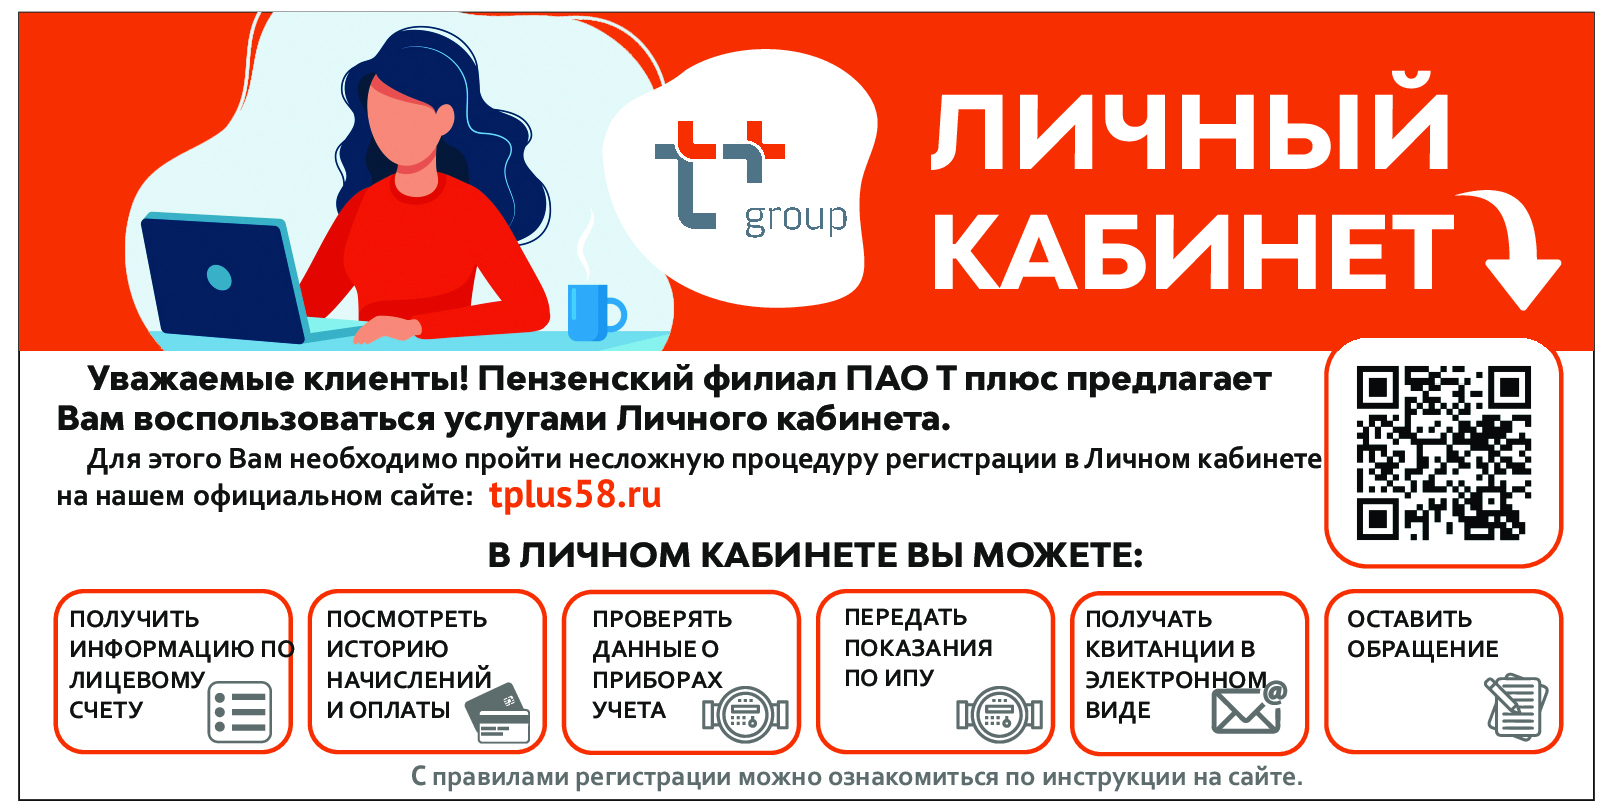 ЛИЧНЫЙ
КАБИНЕТ
group
Уважаемые клиенты! Пензенский филиал ПАО Т плюс предлагает
Вам воспользоваться услугами Личного кабинета.
Для этого Вам необходимо пройти несложную процедуру регистрации в Личном кабинете
на нашем официальном сайте: tplus58.ru
В ЛИЧНОМ КАБИНЕТЕ ВЫ МОЖЕТЕ:
ПОЛУЧИТЬ
ИНФОРМАЦИЮ ПО
ЛИЦЕВОМУ
СЧЕТУ
ПОСМОТРЕТЬ
ИСТОРИЮ
НАЧИСЛЕНИЙ
И ОПЛАТЫ
ПРОВЕРЯТЬ
ДАННЫЕ О
ПРИБОРАХ
УЧЕТА
ПЕРЕДАТЬ
ПОКАЗАНИЯ
ПО ИПУ
ПОЛУЧАТЬ
КВИТАНЦИИ В
ЭЛЕКТРОННОМ
ВИДЕ
ОСТАВИТЬ
ОБРАЩЕНИЕ
С правилами регистрации можно ознакомиться по инструкции на сайте.